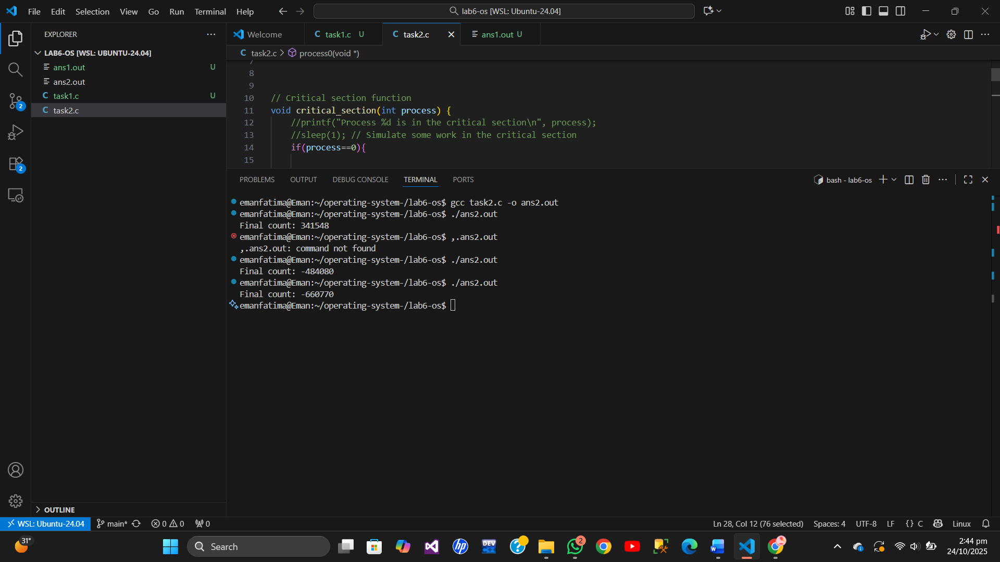 File Edit Selection View Go Run Terminal Help
lab6-os [WSL: Ubuntu-24.04]
EXPLORER
Welcome
C task1.c U
C task2.c
ans1.out U
LAB6-OS [WSL: UBUNTU-24.04]
ans1.out U
ans2.out
C task1.c U
C task2.c
2
2
C task2.c > process0(void *)
7
8
9
10 // Critical section function
11 void critical_section(int process) {
12 //printf("Process %d is in the critical section\n", process);
13 //sleep(1); // Simulate some work in the critical section
14 if(process==0){
15
PROBLEMS OUTPUT DEBUG CONSOLE TERMINAL PORTS
bash - lab6-os
emanfatima@Eman:~/operating-system-/lab6-os$ gcc task2.c -o ans2.out
emanfatima@Eman:~/operating-system-/lab6-os$ ./ans2.out
Final count: 341548
emanfatima@Eman:~/operating-system-/lab6-os$ ,.ans2.out
,.ans2.out: command not found
emanfatima@Eman:~/operating-system-/lab6-os$ ./ans2.out
Final count: -484080
emanfatima@Eman:~/operating-system-/lab6-os$ ./ans2.out
Final count: -660770
emanfatima@Eman:~/operating-system-/lab6-os$
OUTLINE
WSL: Ubuntu-24.04 main* 0 0 0
Ln 28, Col 12 (76 selected) Spaces: 4 UTF-8 LF {} C Linux
31°
Search
hp
DEV C++
2
2:44 pm
24/10/2025